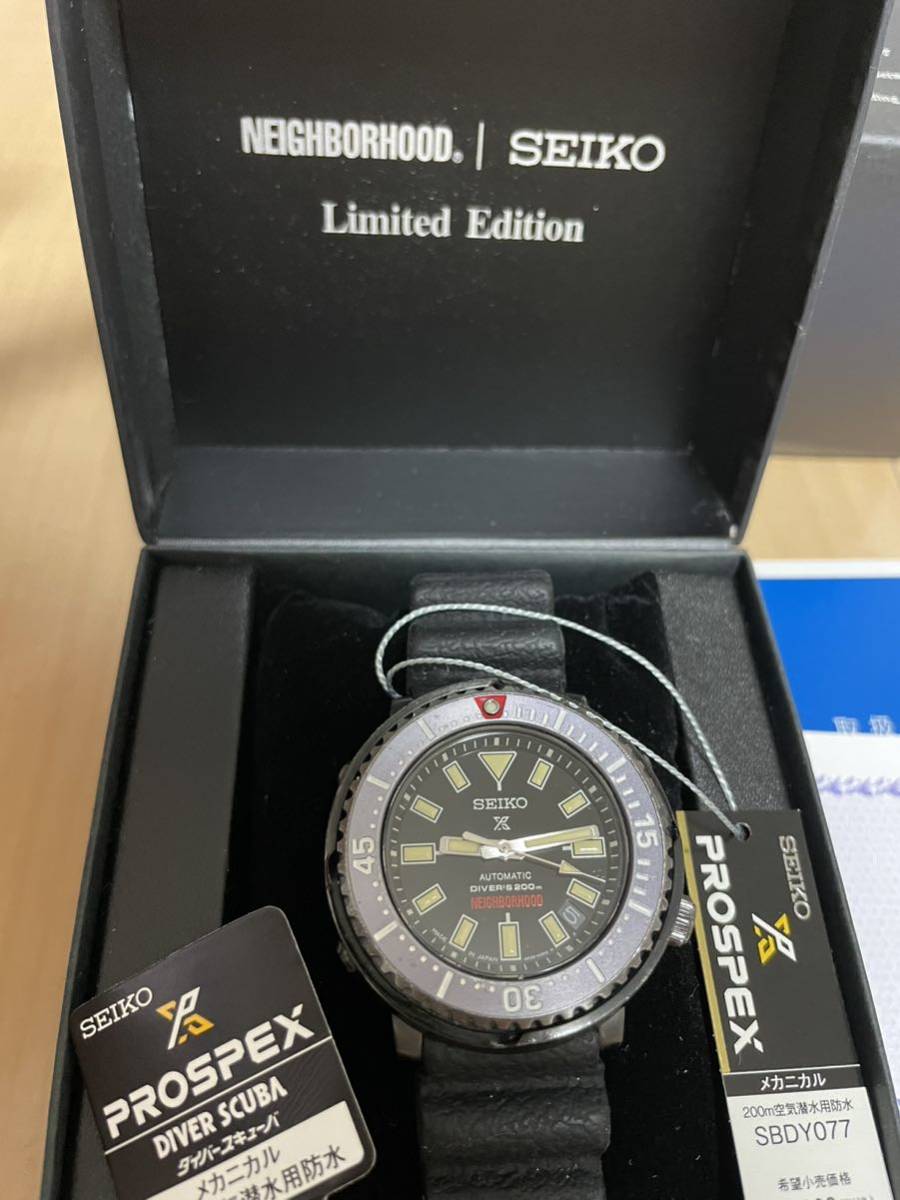 NEIGHBORHOOD® | SEIKO
Limited Edition
SEIKO
X
AUTOMATIC
DIVER'S 200m
NEIGHBORHOOD
MADE IN JAPAN
15
30
45
SEIKO
PROSPEX
DIVER SCUBA
ダイバースキューバ
メカニカル
潜水用防水
SEIKO
PROSPEX
メカニカル
200m空気潜水用防水
SBDY077
希望小売価格